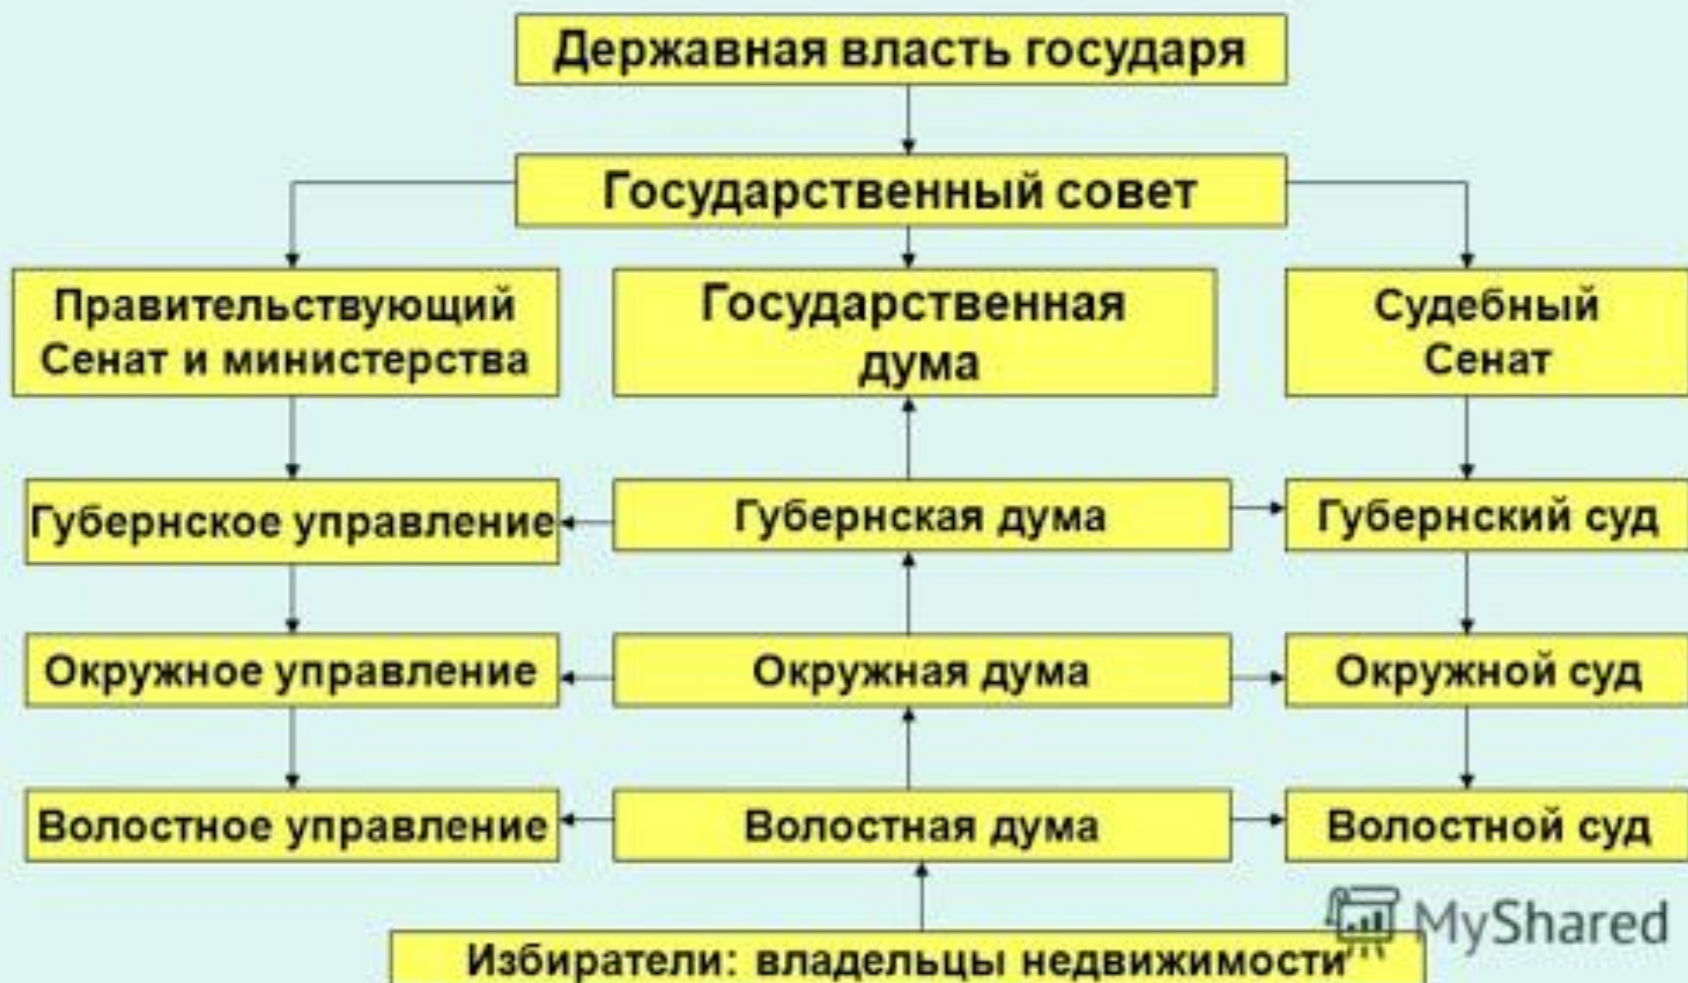 Державная власть государя
Государственный совет
Правительствующий
Сенат и министерства
Государственная
дума
Судебный
Сенат
Губернское управление
Губернская дума
Губернский суд
Окружное управление
Окружная дума
Окружной суд
Волостное управление
Волостная дума
Волостной суд
MyShared
Избиратели: владельцы недвижимости